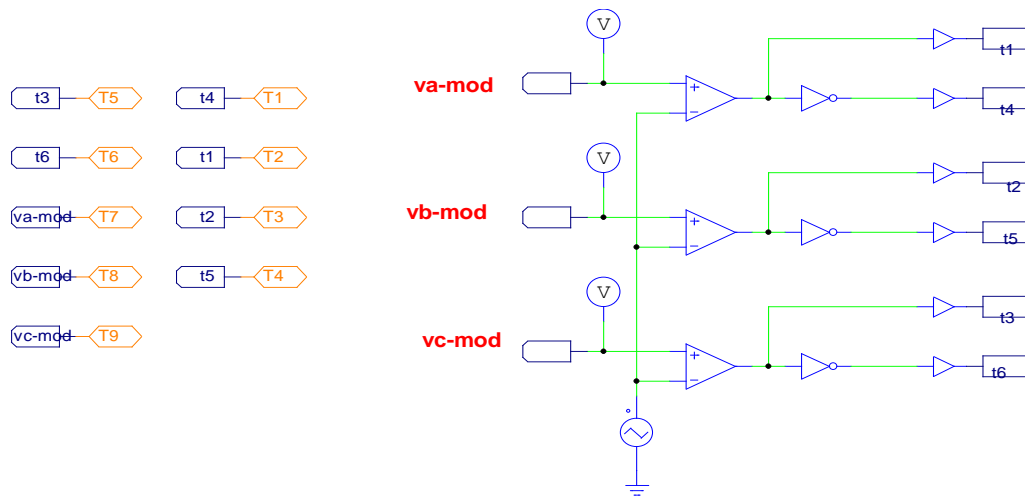 t3 T5 t4 T1
t6 T6 t1 T2
va-mod T7 t2 T3
vb-mod T8 t5 T4
vc-mod T9
V
va-mod
+
−
t1
t4
V
vb-mod
+
−
t2
t5
V
vc-mod
+
−
t3
t6